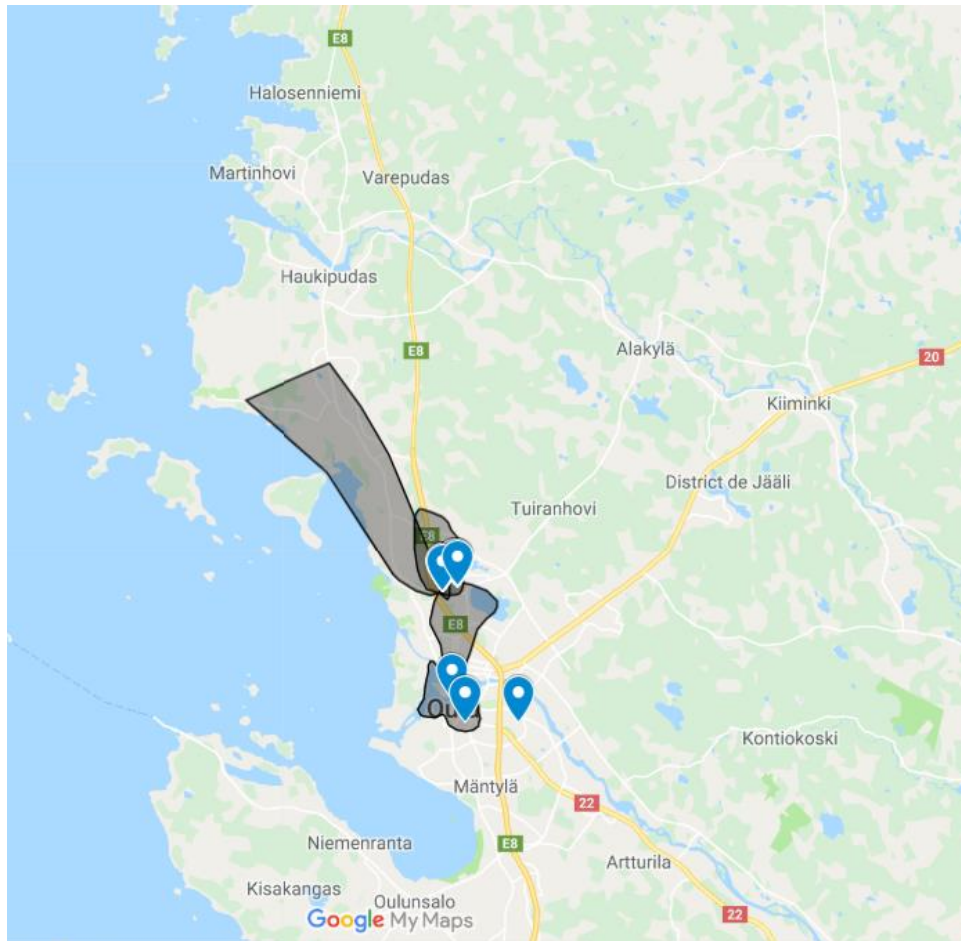 E8
Halosenniemi
Martinhovi
Varepudas
Haukipudas
E8
Alakylä
20
Kiiminki
District de Jääli
Tuiranhovi
E8
E8
Kontiokoski
Mäntylä
22
Niemenranta
E8
Artturila
Kisakangas
Oulunsalo
22
Google My Maps